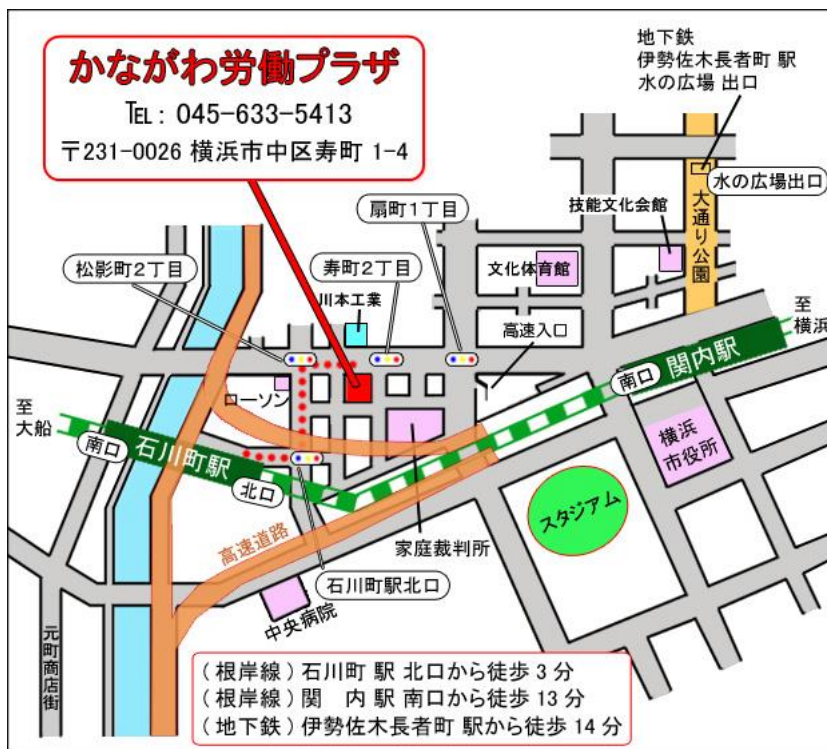 かながわ労働プラザ
TEL : 045-633-5413
〒231-0026 横浜市中区寿町 1-4
地下鉄
伊勢佐木長者町 駅
水の広場 出口
水の広場出口
扇町1丁目
技能文化会館
大通り公園
松影町2丁目
寿町2丁目
文化体育館
川本工業
高速入口
至
横浜
関内駅
南口
ローソン
至
大船
南口
石川町駅
北口
横浜
市役所
スタジアム
高速道路
家庭裁判所
石川町駅北口
中央病院
元町商店街
(根岸線) 石川町 駅 北口から徒歩 3 分
(根岸線) 関 内 駅 南口から徒歩 13 分
(地下鉄) 伊勢佐木長者町 駅から徒歩 14 分